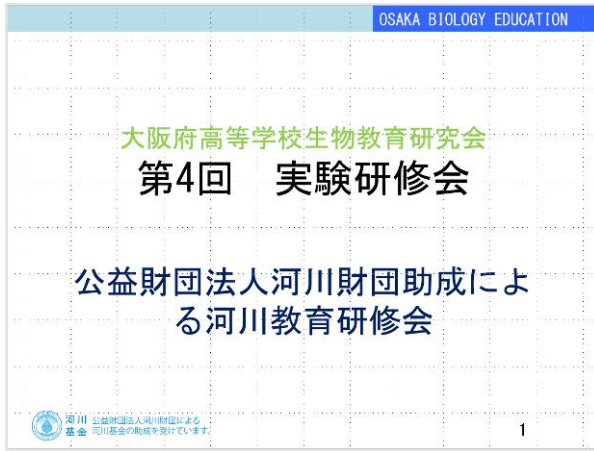 OSAKA BIOLOGY EDUCATION
大阪府高等学校生物教育研究会
第4回　実験研修会
公益財団法人河川財団助成によ
る河川教育研修会
河川
基金
公益財団法人河川財団による
河川基金の助成を受けています。
1